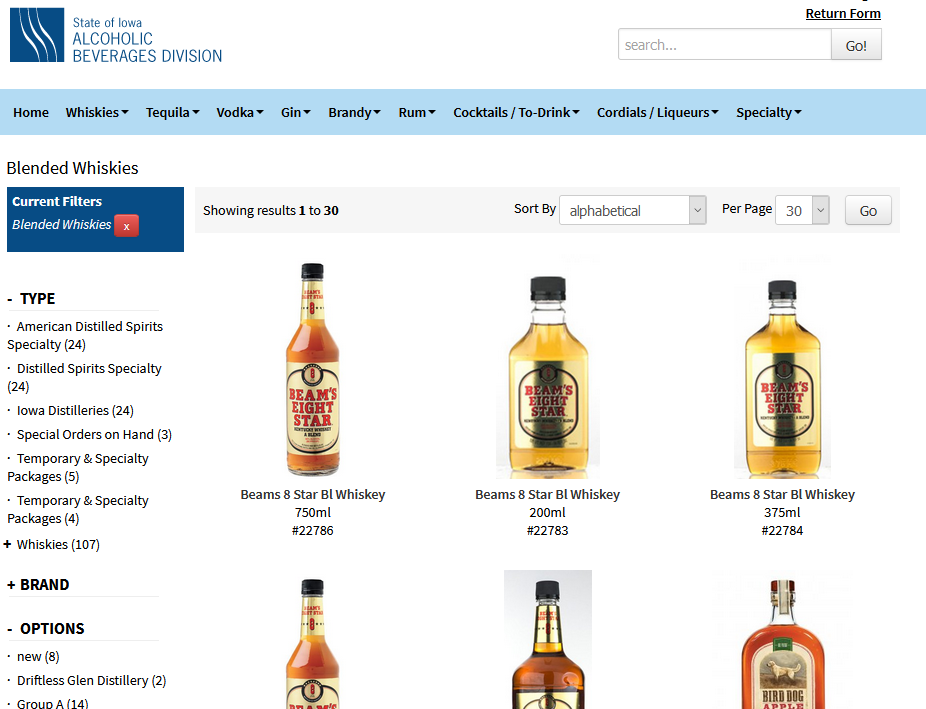 Return Form
State of Iowa
ALCOHOLIC
BEVERAGES DIVISION
search...
Go!
Home Whiskies Tequila Vodka Gin Brandy Rum Cocktails / To-Drink Cordials / Liqueurs Specialty
Blended Whiskies
Current Filters
Blended Whiskies x
Showing results 1 to 30
Sort By alphabetical Per Page 30 Go
- TYPE
· American Distilled Spirits
Specialty (24)
· Distilled Spirits Specialty
(24)
· Iowa Distilleries (24)
· Special Orders on Hand (3)
· Temporary & Specialty
Packages (5)
· Temporary & Specialty
Packages (4)
+ Whiskies (107)
+ BRAND
- OPTIONS
· new (8)
· Driftless Glen Distillery (2)
· Group A (14)
BEAM'S
EIGHT
STAR
KENTUCKY WHISKEY
A BLEND
Beams 8 Star Bl Whiskey
750ml
#22786
BEAM'S
EIGHT
STAR
Beams 8 Star Bl Whiskey
200ml
#22783
BEAM'S
EIGHT
STAR
Beams 8 Star Bl Whiskey
375ml
#22784
BEAM'S
BIRD DOG
APPLE